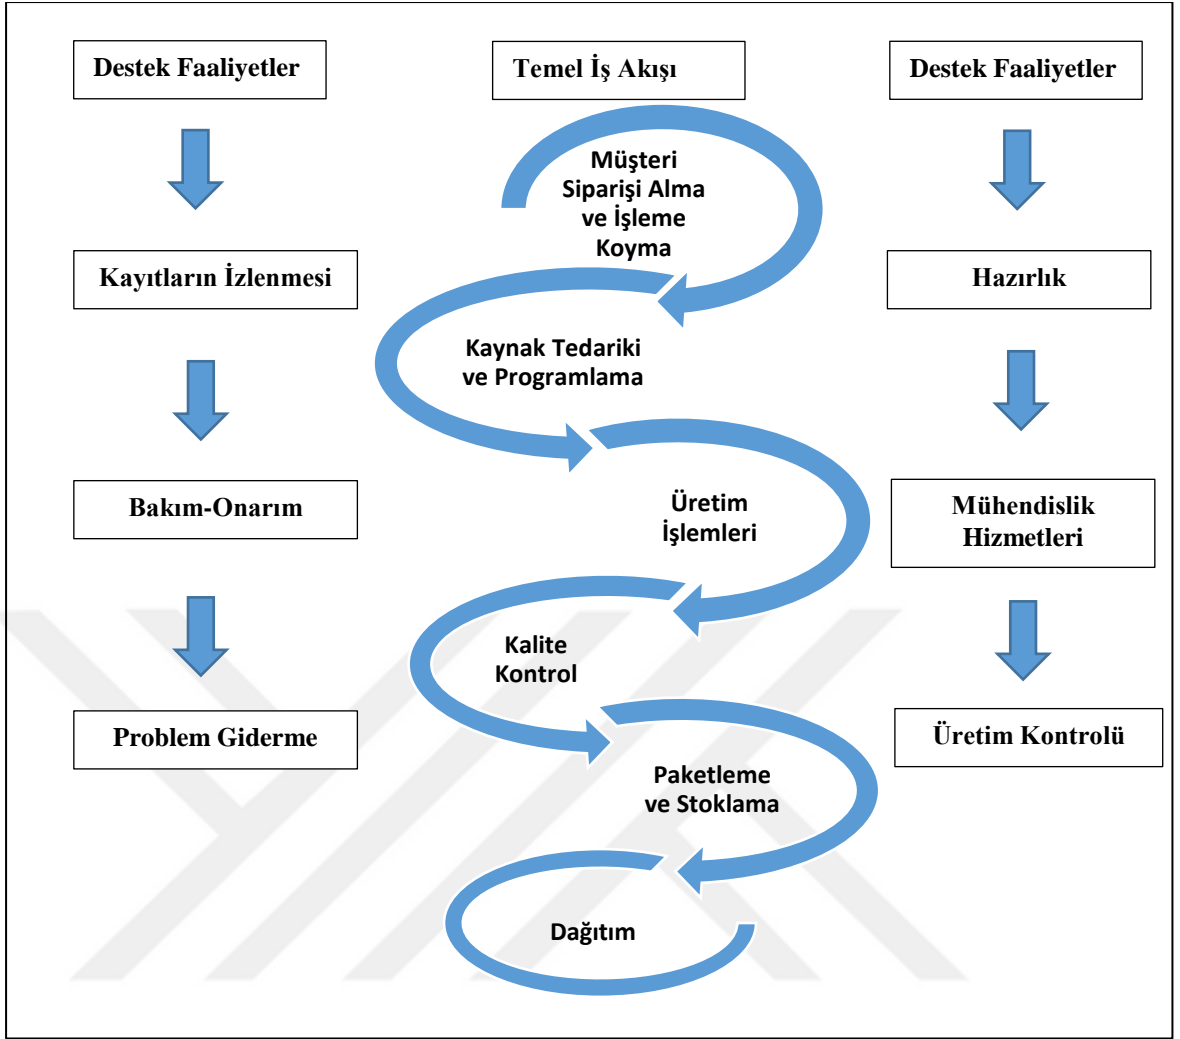 Destek Faaliyetler
Temel İş Akışı
Destek Faaliyetler
Müşteri
Siparişi Alma
ve İşleme
Koyma
Kayıtların İzlenmesi
Hazırlık
Kaynak Tedariki
ve Programlama
Bakım-Onarım
Üretim
İşlemleri
Mühendislik
Hizmetleri
Kalite
Kontrol
Problem Giderme
Üretim Kontrolü
Paketleme
ve Stoklama
Dağıtım